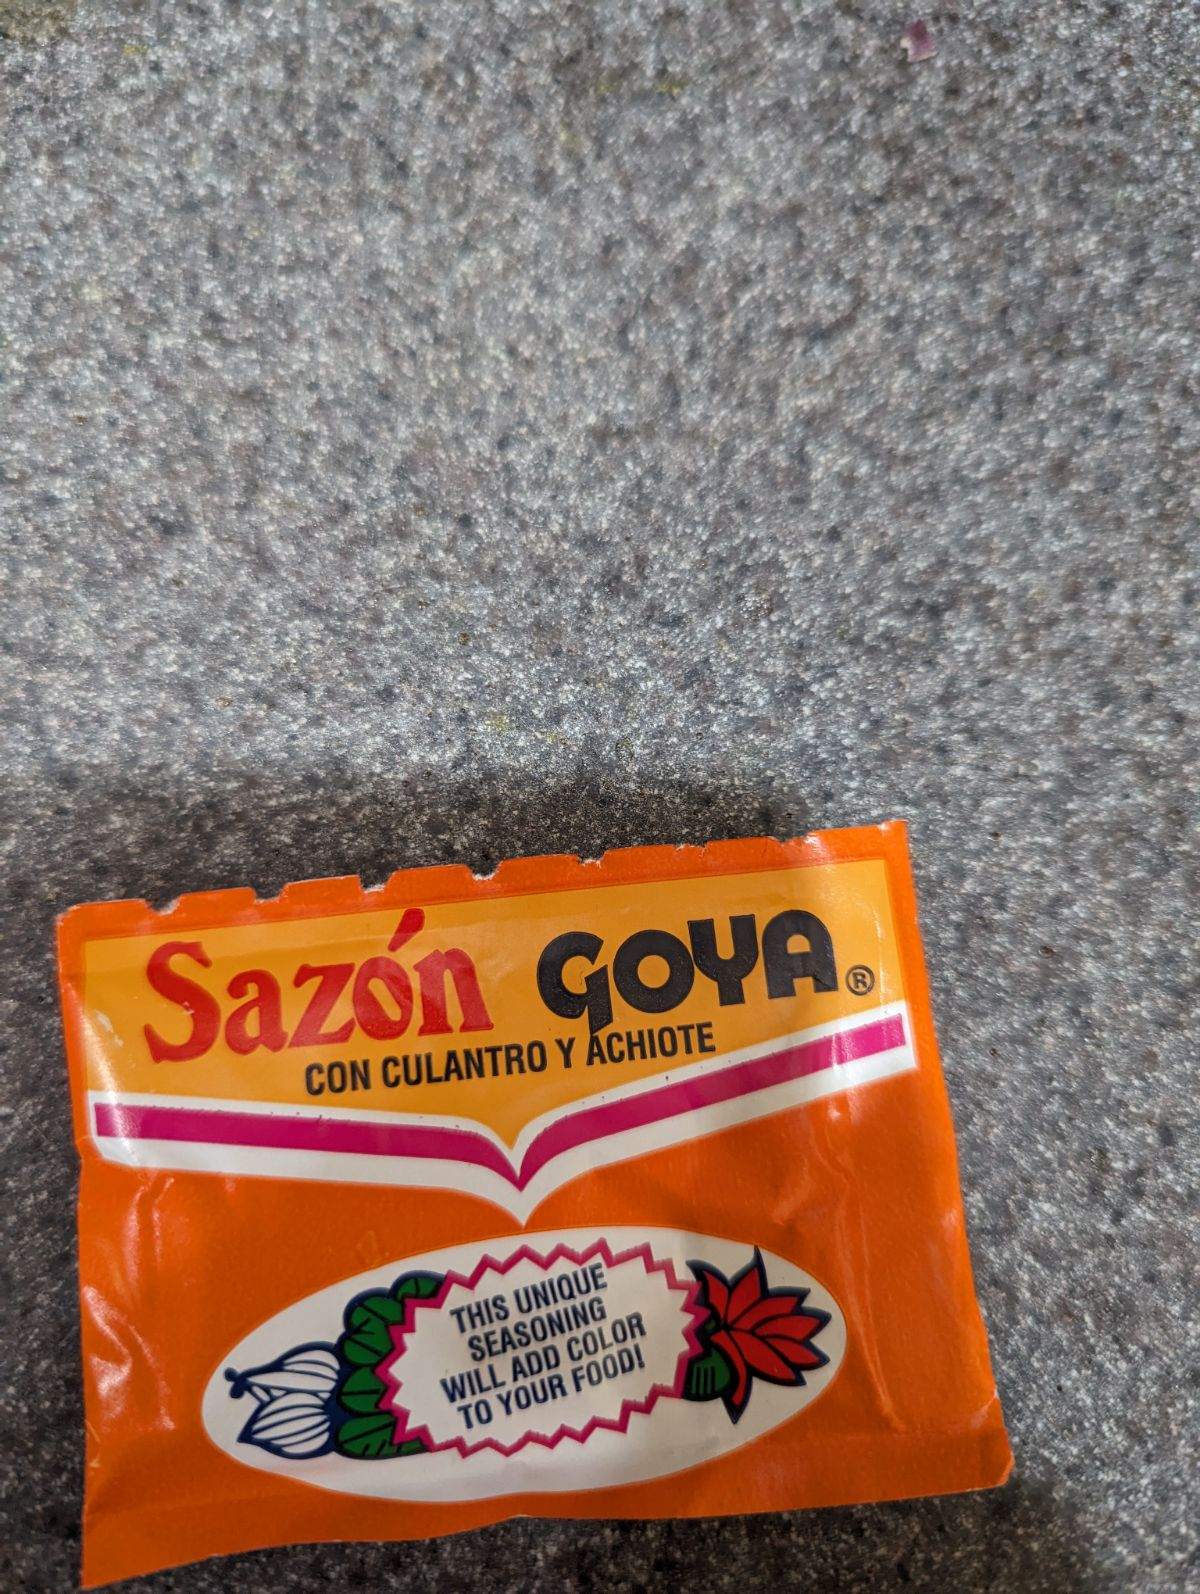 Sazón GOYA®
CON CULANTRO Y ACHIOTE
THIS UNIQUE
SEASONING
WILL ADD COLOR
TO YOUR FOOD!